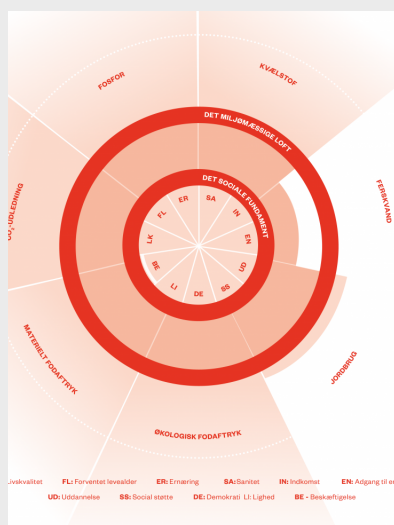 FOSFOR
KVÆLSTOF
DET MILJØMÆSSIGE LOFT
DET SOCIALE FUNDAMENT
FERSKVAND
CO₂-UDLEDNING
ER
SA
FL
IN
LK
EN
BE
UD
LI
SS
DE
MATERIELT FODAFTRYK
JORDBRUG
ØKOLOGISK FODAFTRYK
Livskvalitet FL: Forventet levealder ER: Ernæring SA: Sanitet IN: Indkomst EN: Adgang til
UD: Uddannelse SS: Social støtte DE: Demokrati LI: Lighed BE - Beskæftigelse